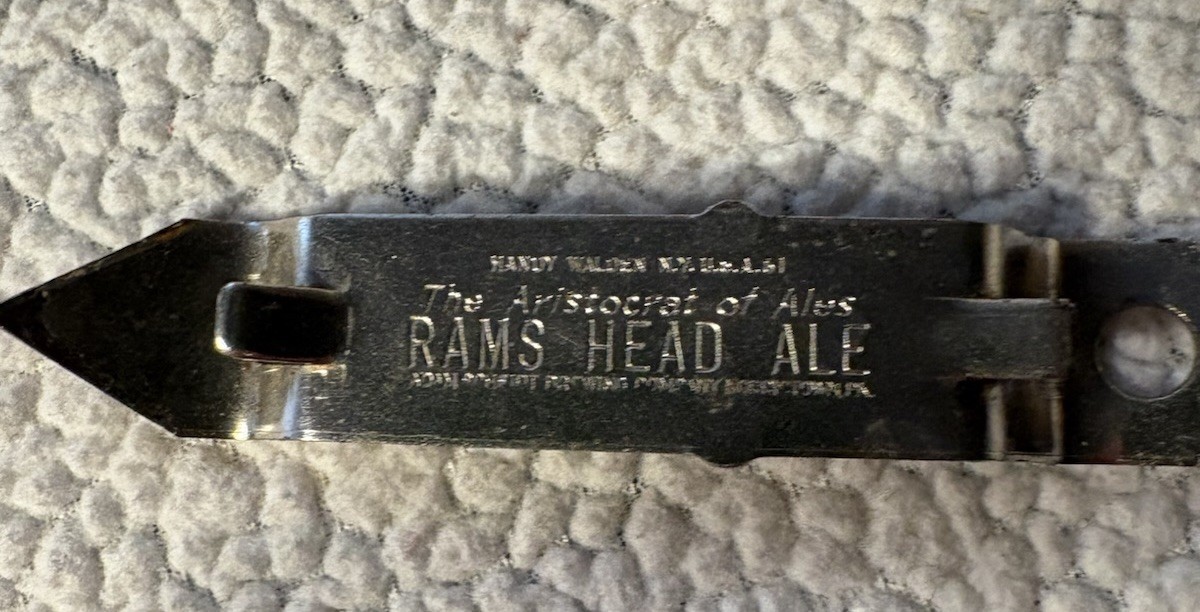 HANDY WALDEN N.Y. U.S.A.
The Aristocrat of Ales
RAMS HEAD ALE
ADAM SCHEIDT BREWING COMPANY NORRISTOWN, PA.